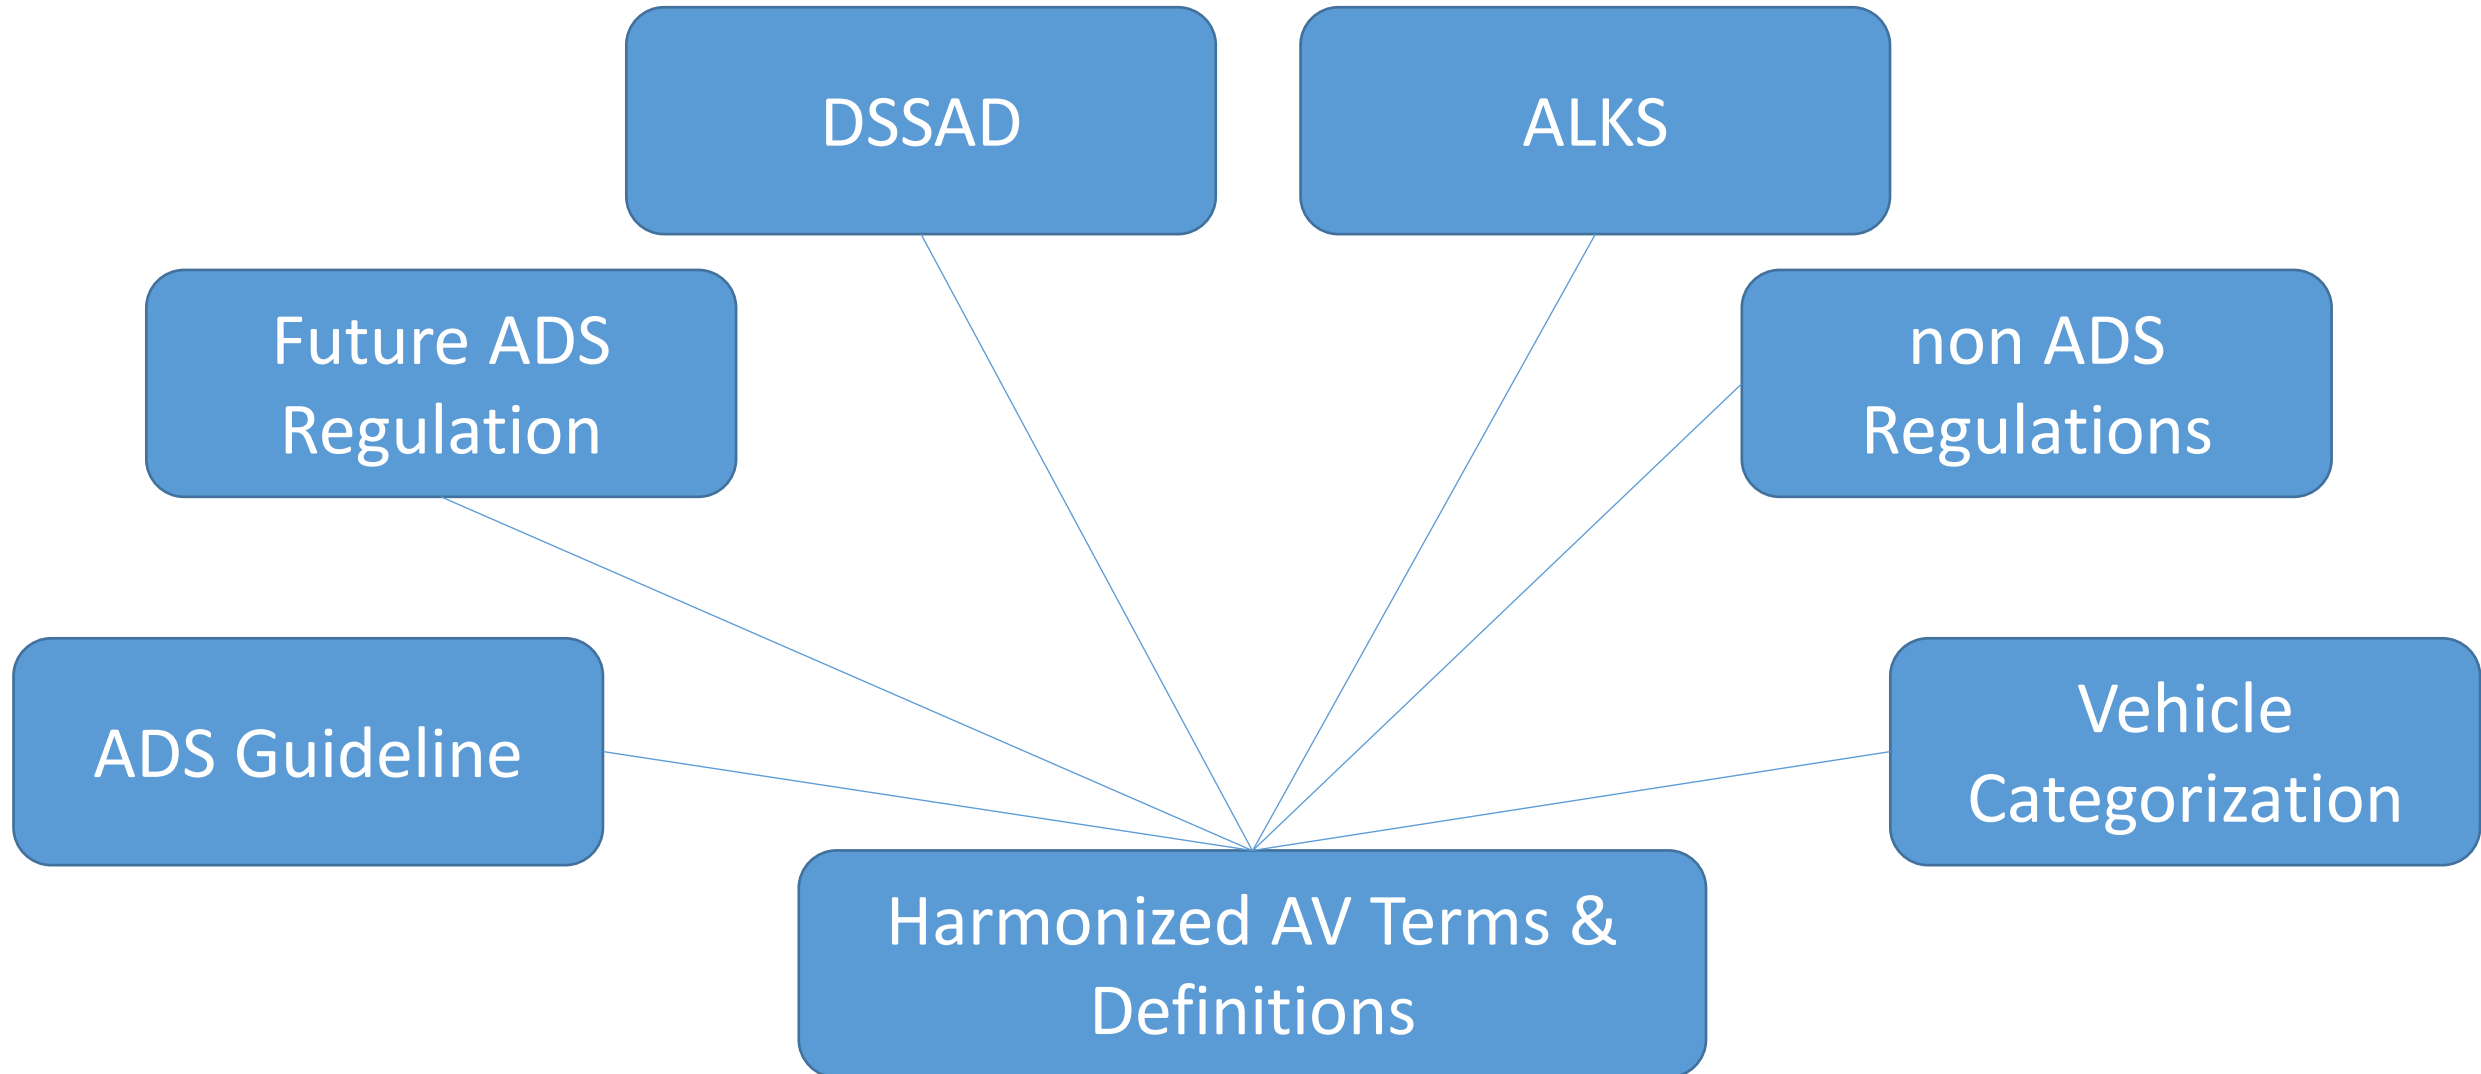 DSSAD
ALKS
Future ADS
Regulation
non ADS
Regulations
ADS Guideline
Vehicle
Categorization
Harmonized AV Terms &
Definitions